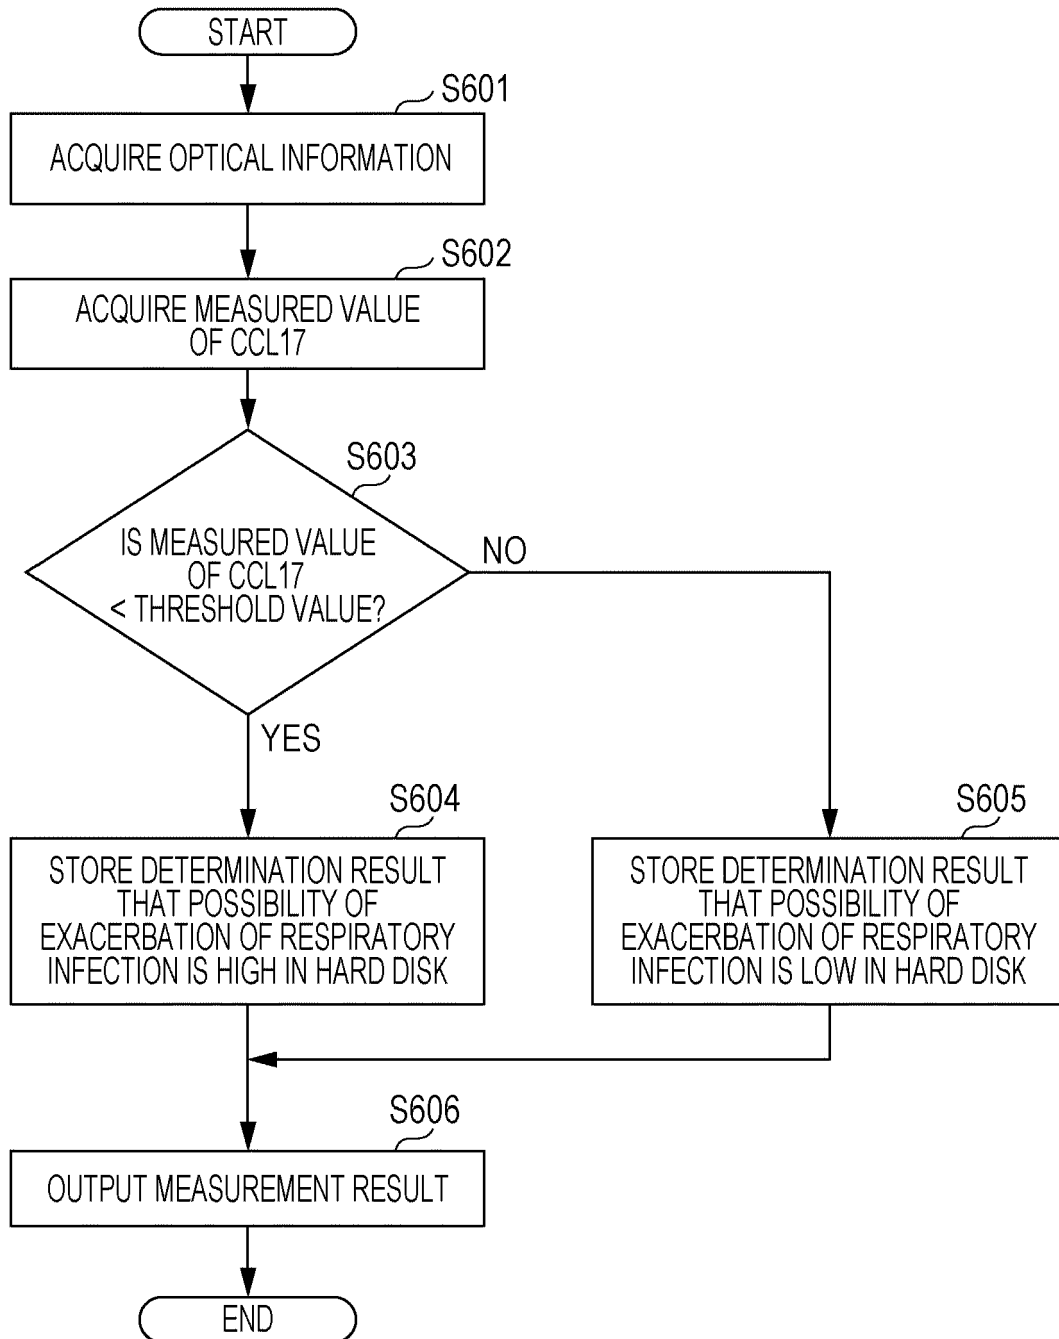 START
S601
ACQUIRE OPTICAL INFORMATION
S602
ACQUIRE MEASURED VALUE
OF CCL17
S603
IS MEASURED VALUE
OF CCL17
< THRESHOLD VALUE?
NO
YES
S604
STORE DETERMINATION RESULT
THAT POSSIBILITY OF
EXACERBATION OF RESPIRATORY
INFECTION IS HIGH IN HARD DISK
S605
STORE DETERMINATION RESULT
THAT POSSIBILITY OF
EXACERBATION OF RESPIRATORY
INFECTION IS LOW IN HARD DISK
S606
OUTPUT MEASUREMENT RESULT
END